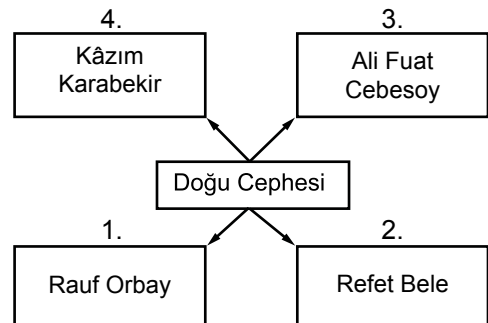 4.
Kâzım
Karabekir
3.
Ali Fuat
Cebesoy
Doğu Cephesi
1.
Rauf Orbay
2.
Refet Bele